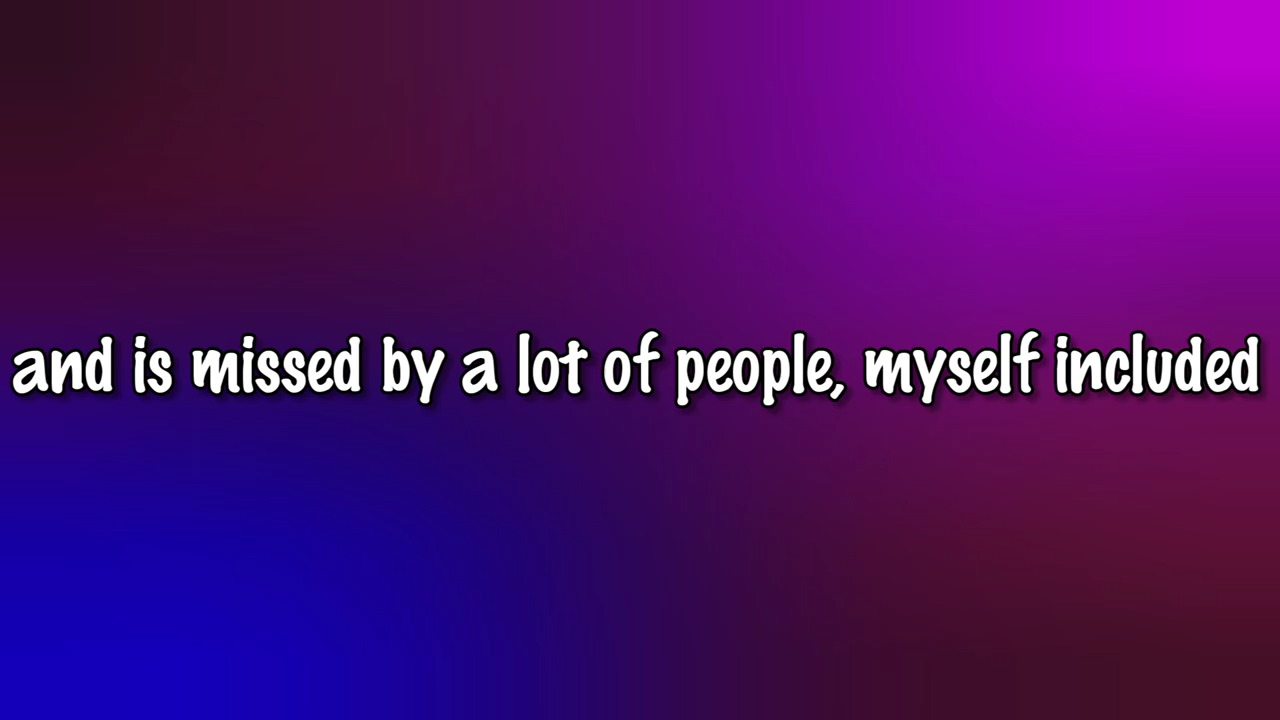 and is missed by a lot of people, myself included